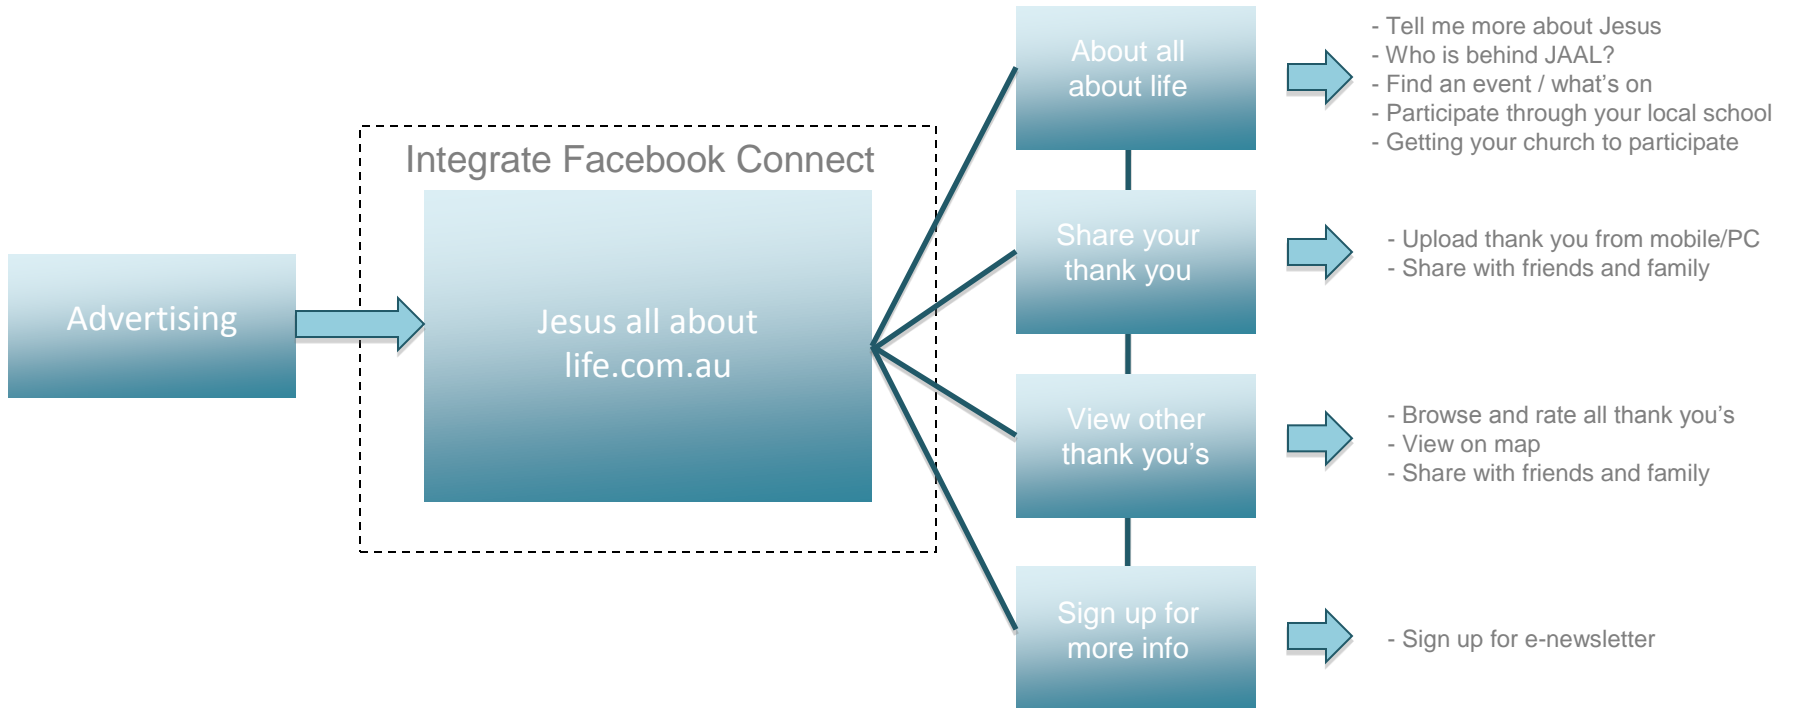 Advertising
Integrate Facebook Connect
Jesus all about
life.com.au
About all
about life
- Tell me more about Jesus
- Who is behind JAAL?
- Find an event / what’s on
- Participate through your local school
- Getting your church to participate
Share your
thank you
- Upload thank you from mobile/PC
- Share with friends and family
View other
thank you’s
- Browse and rate all thank you’s
- View on map
- Share with friends and family
Sign up for
more info
- Sign up for e-newsletter